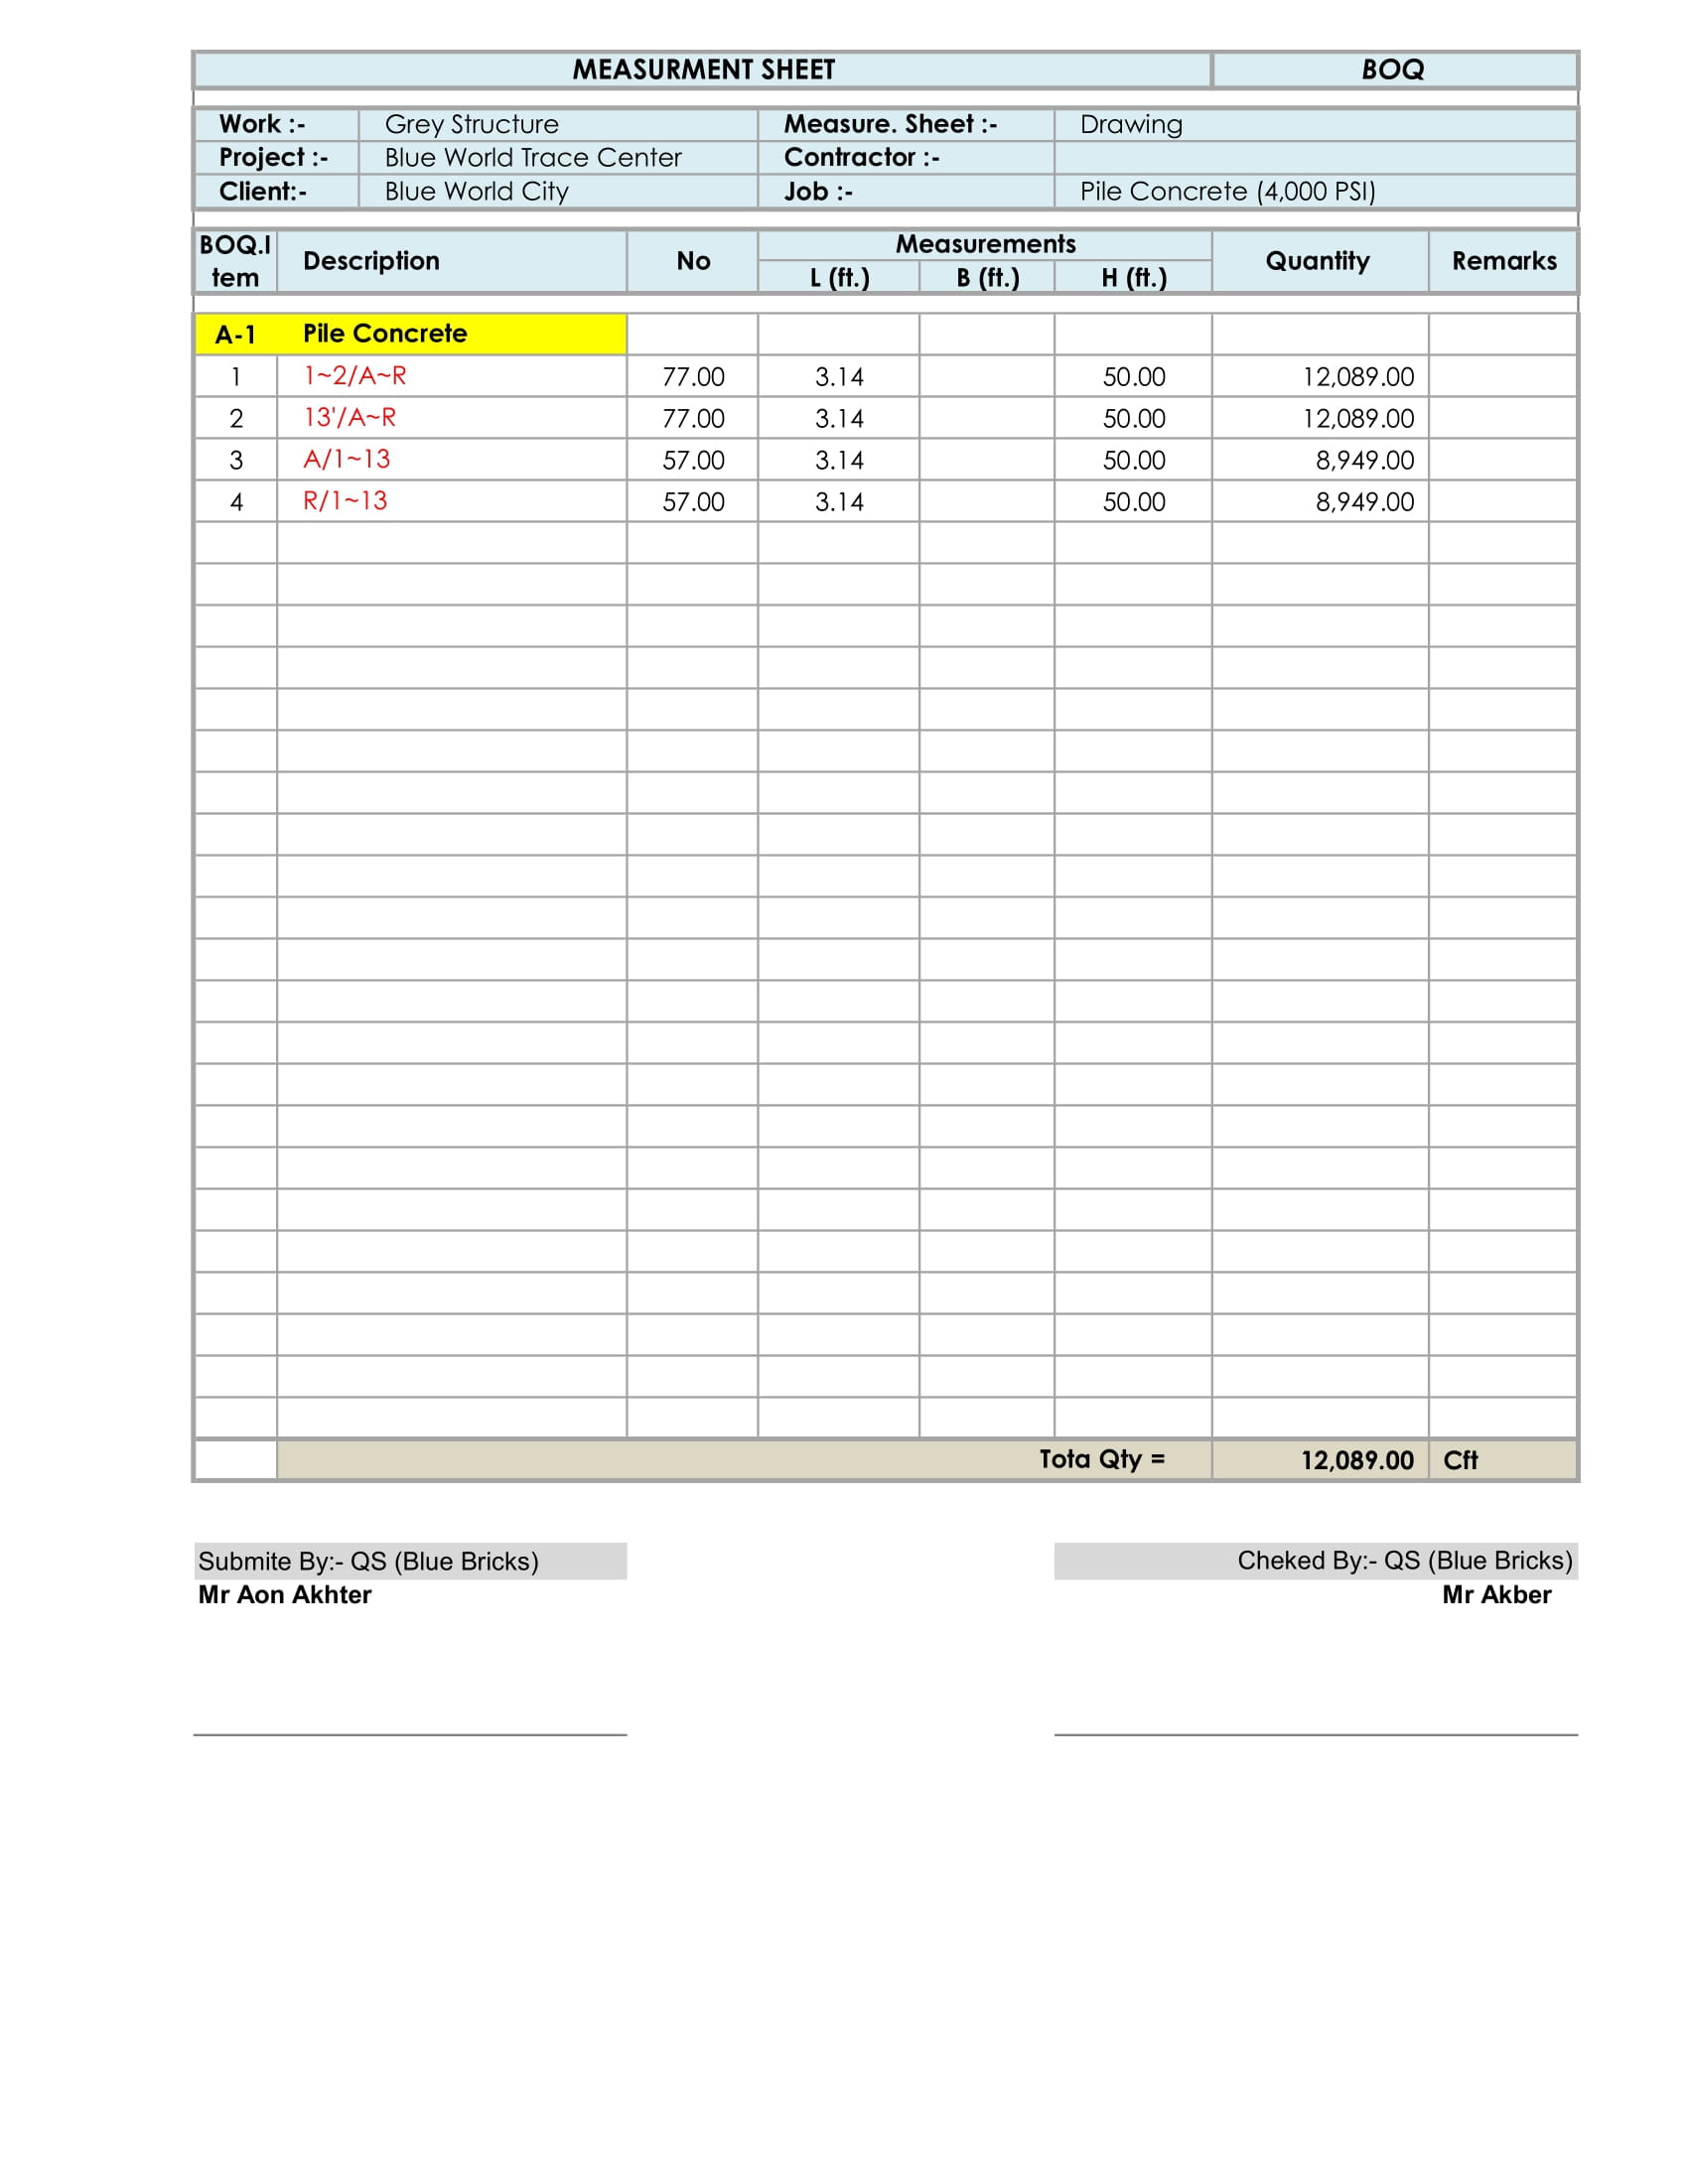 MEASURMENT SHEET BOQ
Work :- Grey Structure Measure. Sheet :- Drawing
Project :- Blue World Trace Center Contractor :-
Client:- Blue World City Job :- Pile Concrete (4,000 PSI)
BOQ.I
tem Description No Measurements Quantity Remarks
L (ft.) B (ft.) H (ft.)
A-1 Pile Concrete
1 1~2/A~R 77.00 3.14 50.00 12,089.00
2 13'/A~R 77.00 3.14 50.00 12,089.00
3 A/1~13 57.00 3.14 50.00 8,949.00
4 R/1~13 57.00 3.14 50.00 8,949.00
Tota Qty = 12,089.00 Cft
Submite By:- QS (Blue Bricks) Cheked By:- QS (Blue Bricks)
Mr Aon Akhter Mr Akber